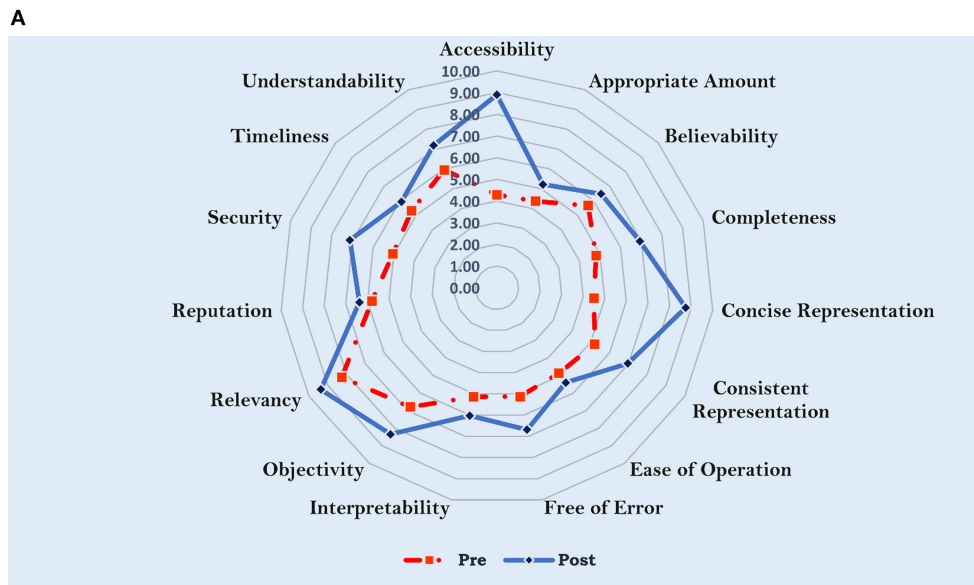 A
Accessibility
10.00
Understandability
Appropriate Amount
9.00
8.00
Timeliness
Believability
7.00
6.00
5.00
Security
Completeness
4.00
3.00
2.00
1.00
0.00
Reputation
Concise Representation
Relevancy
Consistent
Representation
Objectivity
Ease of Operation
Interpretability
Free of Error
Pre
Post